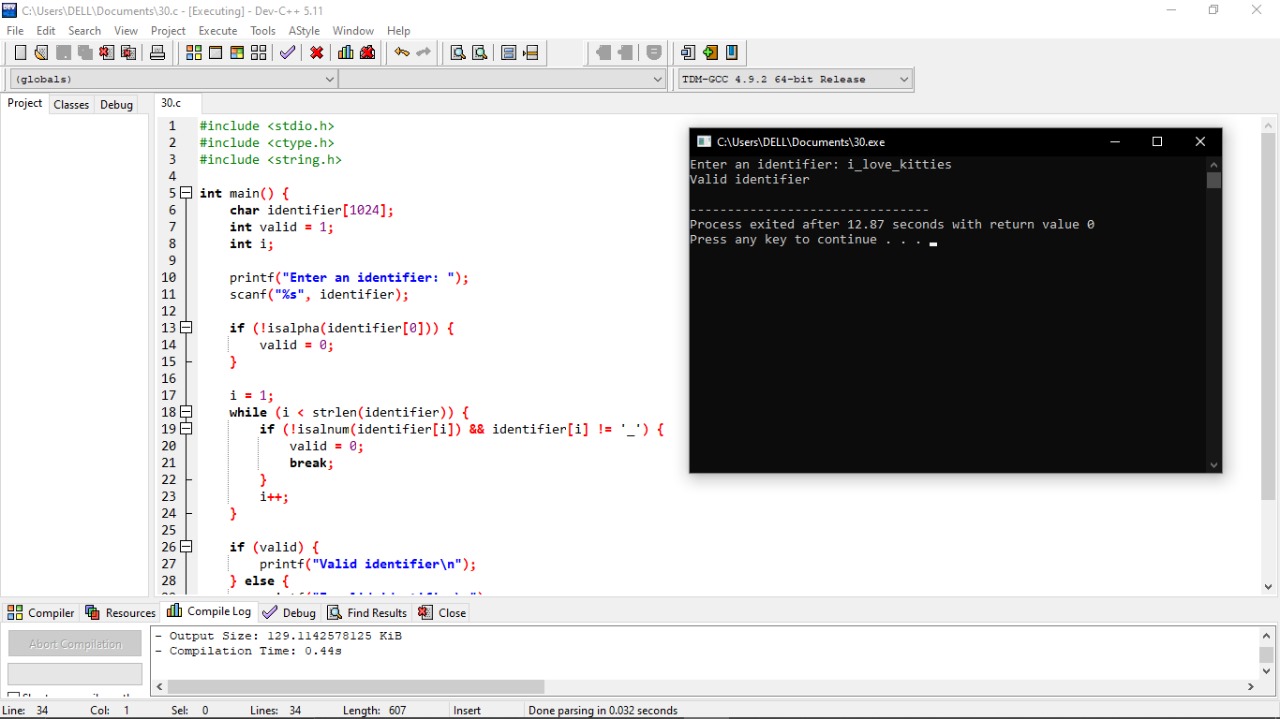 C:\Users\DELL\Documents\30.c - [Executing] - Dev-C++ 5.11
File Edit Search View Project Execute Tools AStyle Window Help
(globals)
TDM-GCC 4.9.2 64-bit Release
Project Classes Debug
30.c
1 #include <stdio.h>
2 #include <ctype.h>
3 #include <string.h>
4
5 int main() {
6 char identifier[1024];
7 int valid = 1;
8 int i;
9
10 printf("Enter an identifier: ");
11 scanf("%s", identifier);
12
13 if (!isalpha(identifier[0])) {
14 valid = 0;
15 }
16
17 i = 1;
18 while (i < strlen(identifier)) {
19 if (!isalnum(identifier[i]) && identifier[i] != '_') {
20 valid = 0;
21 break;
22 }
23 i++;
24 }
25
26 if (valid) {
27 printf("Valid identifier\n");
28 } else {
C:\Users\DELL\Documents\30.exe
Enter an identifier: i_love_kitties
Valid identifier
--------------------------------
Process exited after 12.87 seconds with return value 0
Press any key to continue . . .
Compiler Resources Compile Log Debug Find Results Close
Abort Compilation
- Output Size: 129.1142578125 KiB
- Compilation Time: 0.44s
Line: 34 Col: 1 Sel: 0 Lines: 34 Length: 607 Insert Done parsing in 0.032 seconds